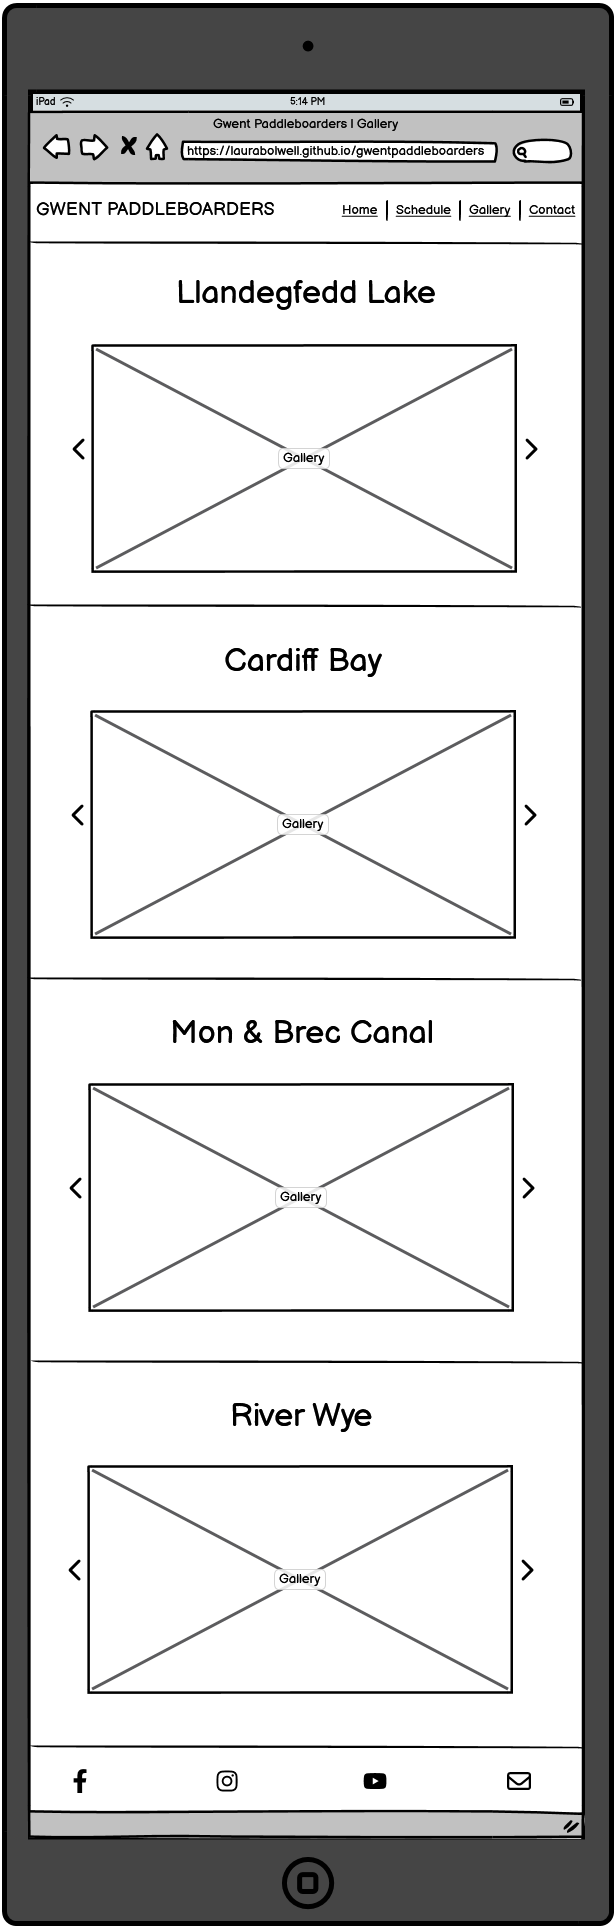 iPad 5:14 PM
Gwent Paddleboarders | Gallery
https://laurabolwell.github.io/gwentpaddleboarders
GWENT PADDLEBOARDERS Home | Schedule | Gallery | Contact
Llandegfedd Lake
Gallery
Cardiff Bay
Gallery
Mon & Brec Canal
Gallery
River Wye
Gallery